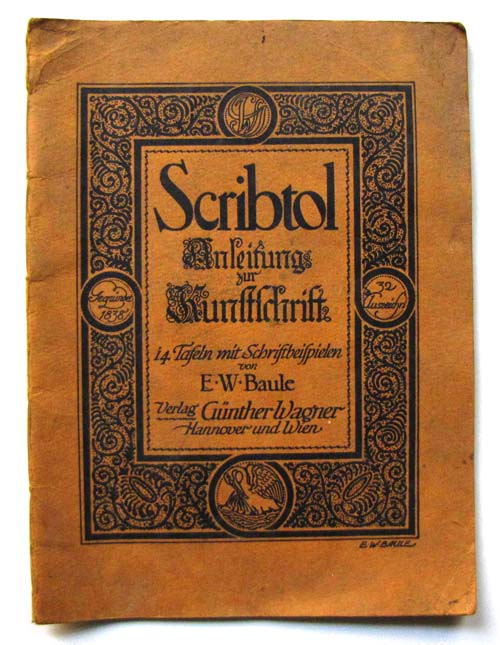 Scribtol
Anleitung
zur
Kunstschrift
14 Tafeln mit Schriftbeispielen
von
E·W·Baule
Verlag Günther·Wagner
Hannover und Wien
Gegründet
1838
32
Auszeichn.
E·W·BAULE